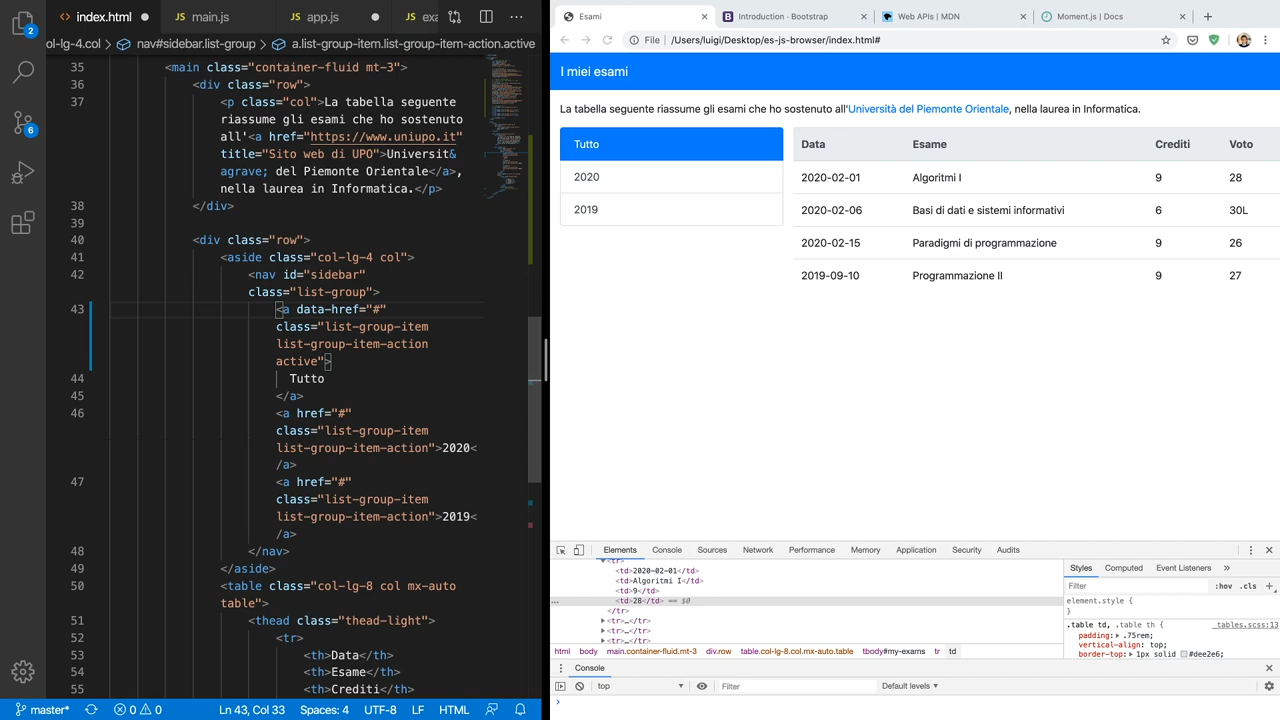 index.html
JS main.js
JS app.js
JS exa
ol-lg-4.col > nav#sidebar.list-group > a.list-group-item.list-group-item-action.active
35 <main class="container-fluid mt-3">
36 <div class="row">
37 <p class="col">La tabella seguente
riassume gli esami che ho sostenuto
all'<a href="https://www.uniupo.it"
title="Sito web di UPO">Universit&
agrave; del Piemonte Orientale</a>,
nella laurea in Informatica.</p>
38 </div>
39
40 <div class="row">
41 <aside class="col-lg-4 col">
42 <nav id="sidebar"
class="list-group">
43 <a data-href="#"
class="list-group-item
list-group-item-action
active">
44 Tutto
45 </a>
46 <a href="#"
class="list-group-item
list-group-item-action">2020<
/a>
47 <a href="#"
class="list-group-item
list-group-item-action">2019<
/a>
48 </nav>
49 </aside>
50 <table class="col-lg-8 col mx-auto
table">
51 <thead class="thead-light">
52 <tr>
53 <th>Data</th>
54 <th>Esame</th>
55 <th>Crediti</th>
2
6
master* 0 0 Ln 43, Col 33 Spaces: 4 UTF-8 LF HTML
Esami
Introduction · Bootstrap
Web APIs | MDN
Moment.js | Docs
File | /Users/luigi/Desktop/es-js-browser/index.html#
I miei esami
La tabella seguente riassume gli esami che ho sostenuto all'Università del Piemonte Orientale, nella laurea in Informatica.
Tutto
2020
2019
Data Esame Crediti Voto
2020-02-01 Algoritmi I 9 28
2020-02-06 Basi di dati e sistemi informativi 6 30L
2020-02-15 Paradigmi di programmazione 9 26
2019-09-10 Programmazione II 9 27
Elements Console Sources Network Performance Memory Application Security Audits
<tr>
<td>2020-02-01</td>
<td>Algoritmi I</td>
<td>9</td>
<td>28</td> == $0
</tr>
<tr>…</tr>
<tr>…</tr>
<tr>…</tr>
html body main.container-fluid.mt-3 div.row table.col-lg-8.col.mx-auto.table tbody#my-exams tr td
Styles Computed Event Listeners »
Filter :hov .cls +
element.style {
}
.table td, .table th { _tables.scss:13
padding: .75rem;
vertical-align: top;
border-top: 1px solid #dee2e6;
Console
top Filter Default levels